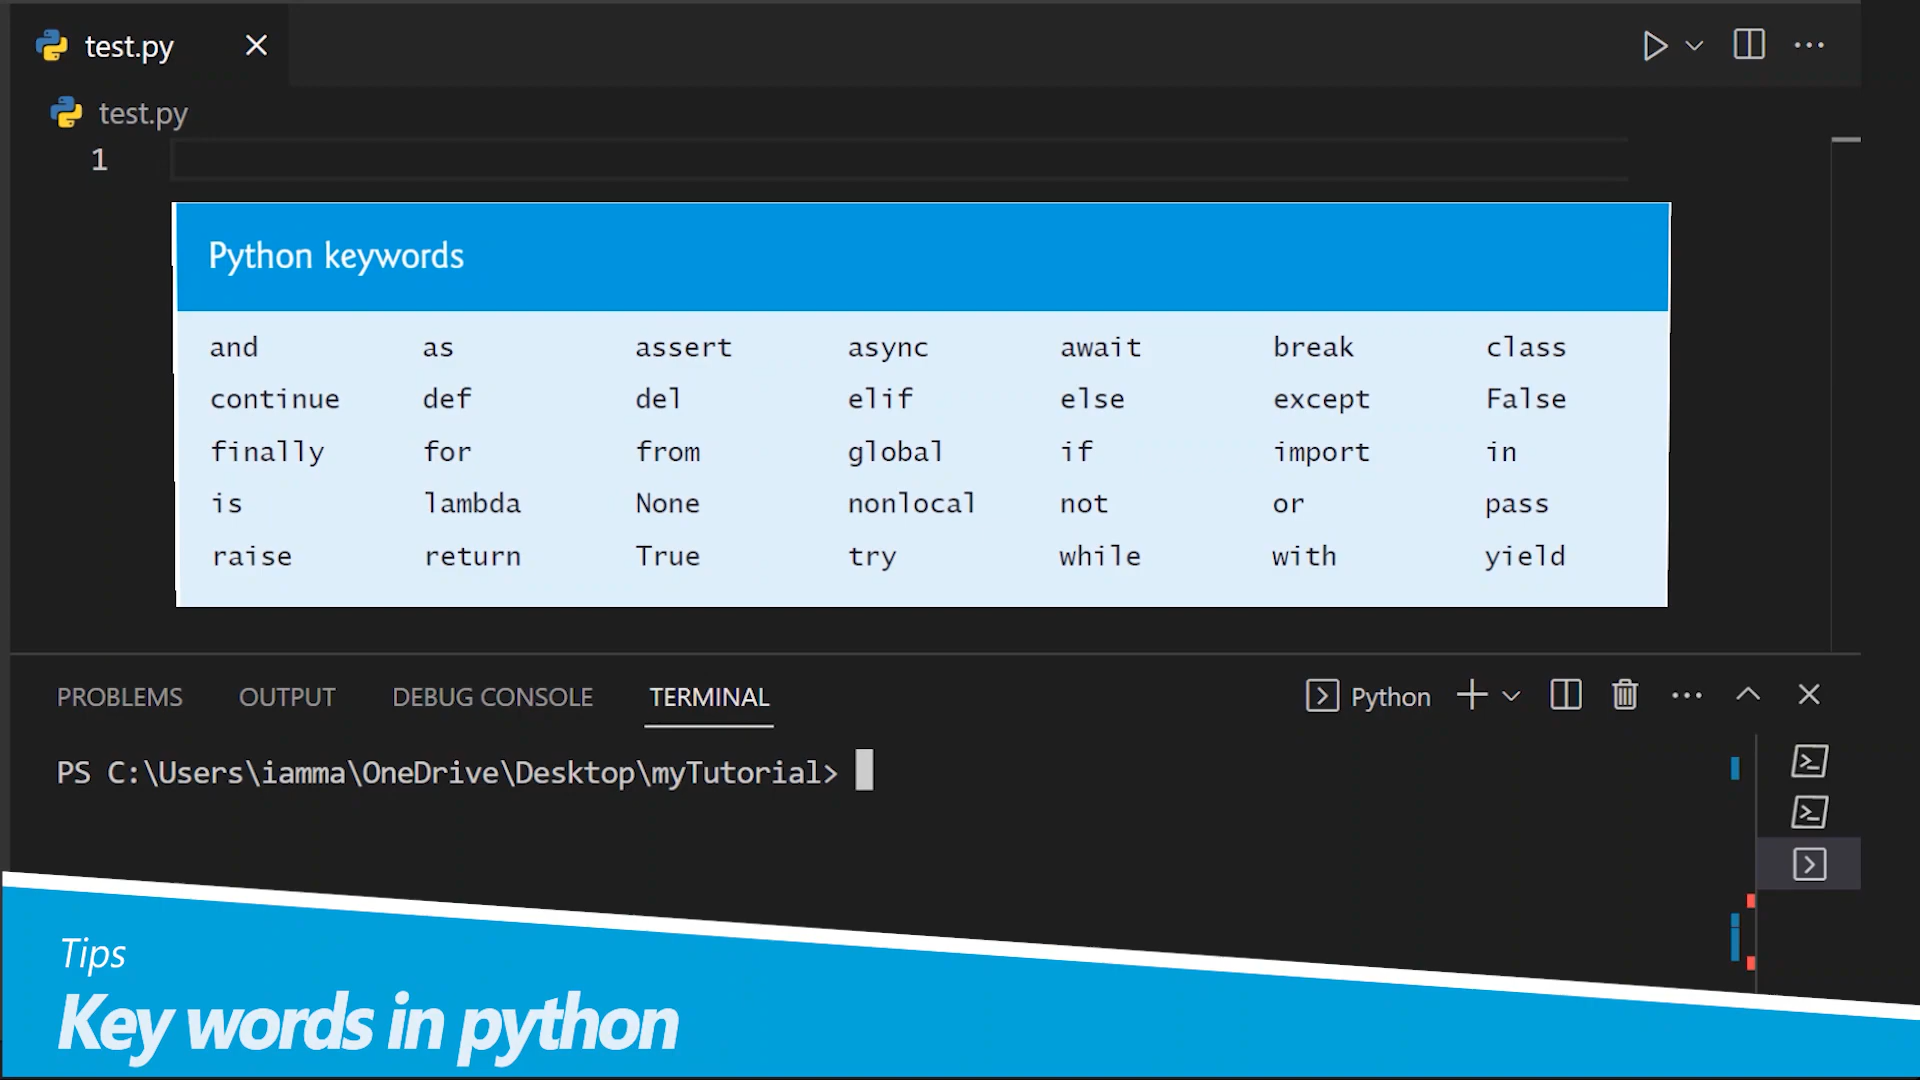 test.py
test.py
1
Python keywords
and as assert async await break class
continue def del elif else except False
finally for from global if import in
is lambda None nonlocal not or pass
raise return True try while with yield
PROBLEMS OUTPUT DEBUG CONSOLE TERMINAL Python
PS C:\Users\iamma\OneDrive\Desktop\myTutorial>
Tips
Key words in python